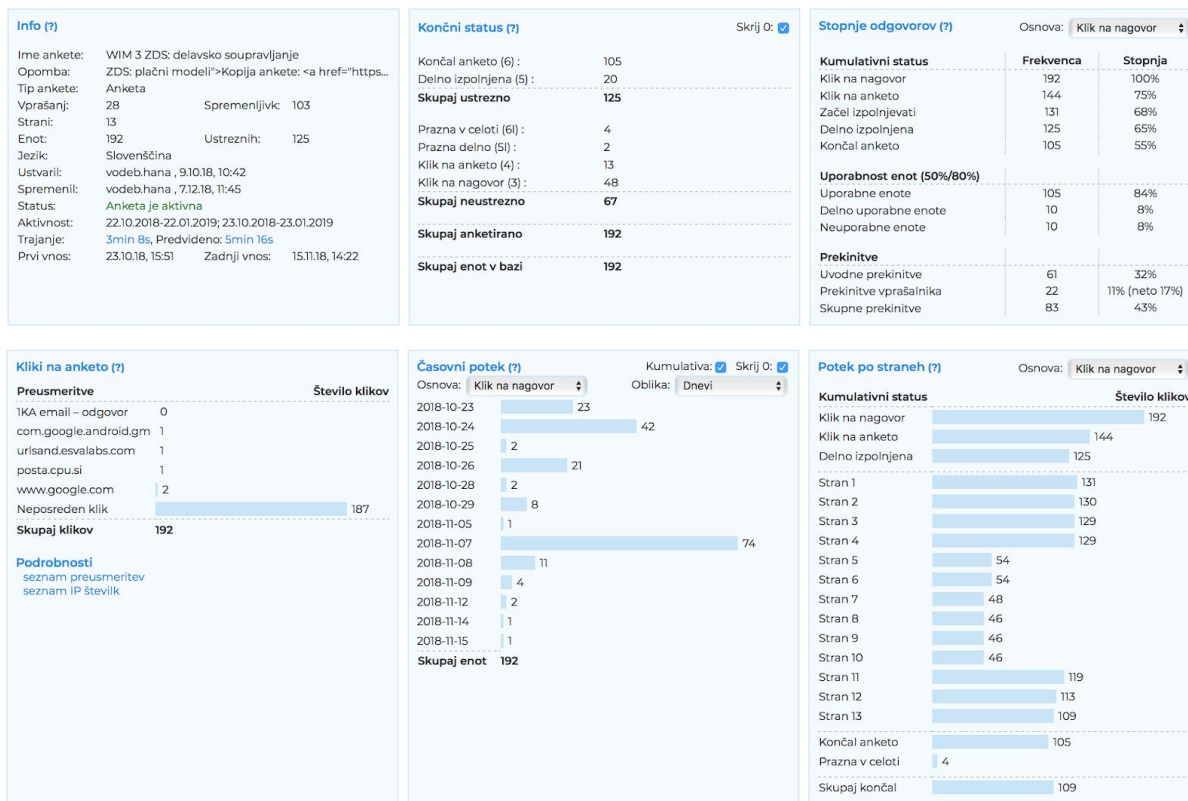 Info (?)
Ime ankete: WIM 3 ZDS: delavsko soupravljanje
Opomba: ZDS: plačni modeli">Kopija ankete: <a href="https...
Tip ankete: Anketa
Vprašanj: 28 Spremenljivk: 103
Strani: 13
Enot: 192 Ustreznih: 125
Jezik: Slovenščina
Ustvaril: vodeb.hana , 9.10.18, 10:42
Spremenil: vodeb.hana , 7.12.18, 11:45
Status: Anketa je aktivna
Aktivnost: 22.10.2018-22.01.2019; 23.10.2018-23.01.2019
Trajanje: 3min 8s, Predvideno: 5min 16s
Prvi vnos: 23.10.18, 15:51 Zadnji vnos: 15.11.18, 14:22
Končni status (?) Skrij 0:
Končal anketo (6) : 105
Delno izpolnjena (5) : 20
Skupaj ustrezno 125
Prazna v celoti (6l) : 4
Prazna delno (5l) : 2
Klik na anketo (4) : 13
Klik na nagovor (3) : 48
Skupaj neustrezno 67
Skupaj anketirano 192
Skupaj enot v bazi 192
Stopnje odgovorov (?) Osnova: Klik na nagovor
Kumulativni status Frekvenca Stopnja
Klik na nagovor 192 100%
Klik na anketo 144 75%
Začel izpolnjevati 131 68%
Delno izpolnjena 125 65%
Končal anketo 105 55%
Uporabnost enot (50%/80%)
Uporabne enote 105 84%
Delno uporabne enote 10 8%
Neuporabne enote 10 8%
Prekinitve
Uvodne prekinitve 61 32%
Prekinitve vprašalnika 22 11% (neto 17%)
Skupne prekinitve 83 43%
Kliki na anketo (?)
Preusmeritve Število klikov
1KA email – odgovor 0
com.google.android.gm 1
urlsand.esvalabs.com 1
posta.cpu.si 1
www.google.com 2
Neposreden klik 187
Skupaj klikov 192
Podrobnosti
seznam preusmeritev
seznam IP številk
Časovni potek (?) Kumulativa: Skrij 0:
Osnova: Klik na nagovor Oblika: Dnevi
2018-10-23 23
2018-10-24 42
2018-10-25 2
2018-10-26 21
2018-10-28 2
2018-10-29 8
2018-11-05 1
2018-11-07 74
2018-11-08 11
2018-11-09 4
2018-11-12 2
2018-11-14 1
2018-11-15 1
Skupaj enot 192
Potek po straneh (?) Osnova: Klik na nagovor
Kumulativni status Število klikov
Klik na nagovor 192
Klik na anketo 144
Delno izpolnjena 125
Stran 1 131
Stran 2 130
Stran 3 129
Stran 4 129
Stran 5 54
Stran 6 54
Stran 7 48
Stran 8 46
Stran 9 46
Stran 10 46
Stran 11 119
Stran 12 113
Stran 13 109
Končal anketo 105
Prazna v celoti 4
Skupaj končal 109